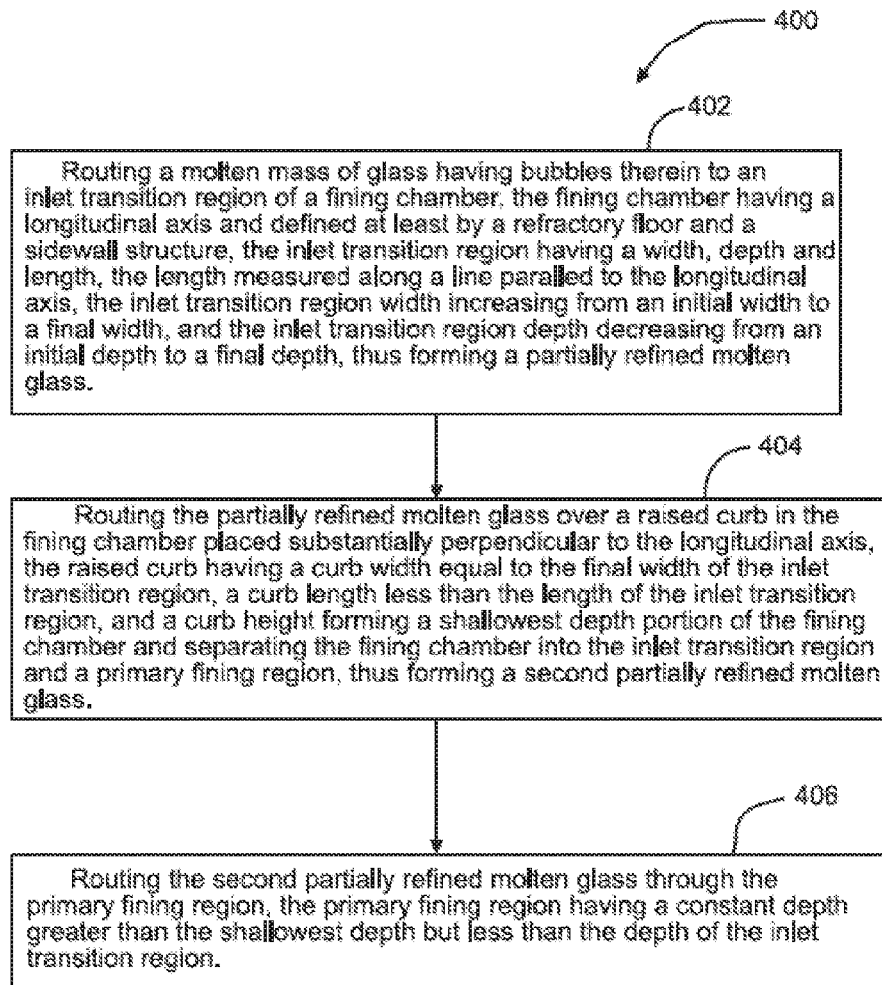 400
402
Routing a molten mass of glass having bubbles therein to an
inlet transition region of a fining chamber, the fining chamber having a
longitudinal axis and defined at least by a refractory floor and a
sidewall structure, the inlet transition region having a width, depth and
length, the length measured along a line paralled to the longitudinal
axis, the inlet transition region width increasing from an initial width to
a final width, and the inlet transition region depth decreasing from an
initial depth to a final depth, thus forming a partially refined molten
glass.
404
Routing the partially refined molten glass over a raised curb in the
fining chamber placed substantially perpendicular to the longitudinal axis,
the raised curb having a curb width equal to the final width of the inlet
transition region, a curb length less than the length of the inlet transition
region, and a curb height forming a shallowest depth portion of the fining
chamber and separating the fining chamber into the inlet transition region
and a primary fining region, thus forming a second partially refined molten
glass.
406
Routing the second partially refined molten glass through the
primary fining region, the primary fining region having a constant depth
greater than the shallowest depth but less than the depth of the inlet
transition region.